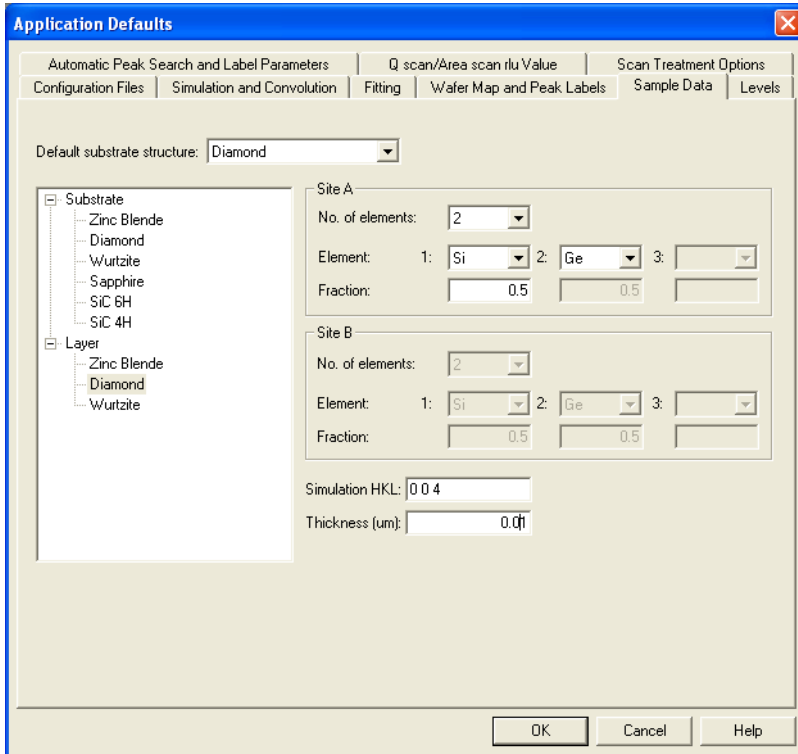 Application Defaults
Automatic Peak Search and Label Parameters Q scan/Area scan rlu Value Scan Treatment Options
Configuration Files Simulation and Convolution Fitting Wafer Map and Peak Labels Sample Data Levels
Default substrate structure: Diamond
Substrate
Zinc Blende
Diamond
Wurtzite
Sapphire
SiC 6H
SiC 4H
Layer
Zinc Blende
Diamond
Wurtzite
Site A
No. of elements: 2
Element: 1: Si 2: Ge 3:
Fraction: 0.5 0.5
Site B
No. of elements: 2
Element: 1: Si 2: Ge 3:
Fraction: 0.5 0.5
Simulation HKL: 0 0 4
Thickness (um): 0.01
OK Cancel Help